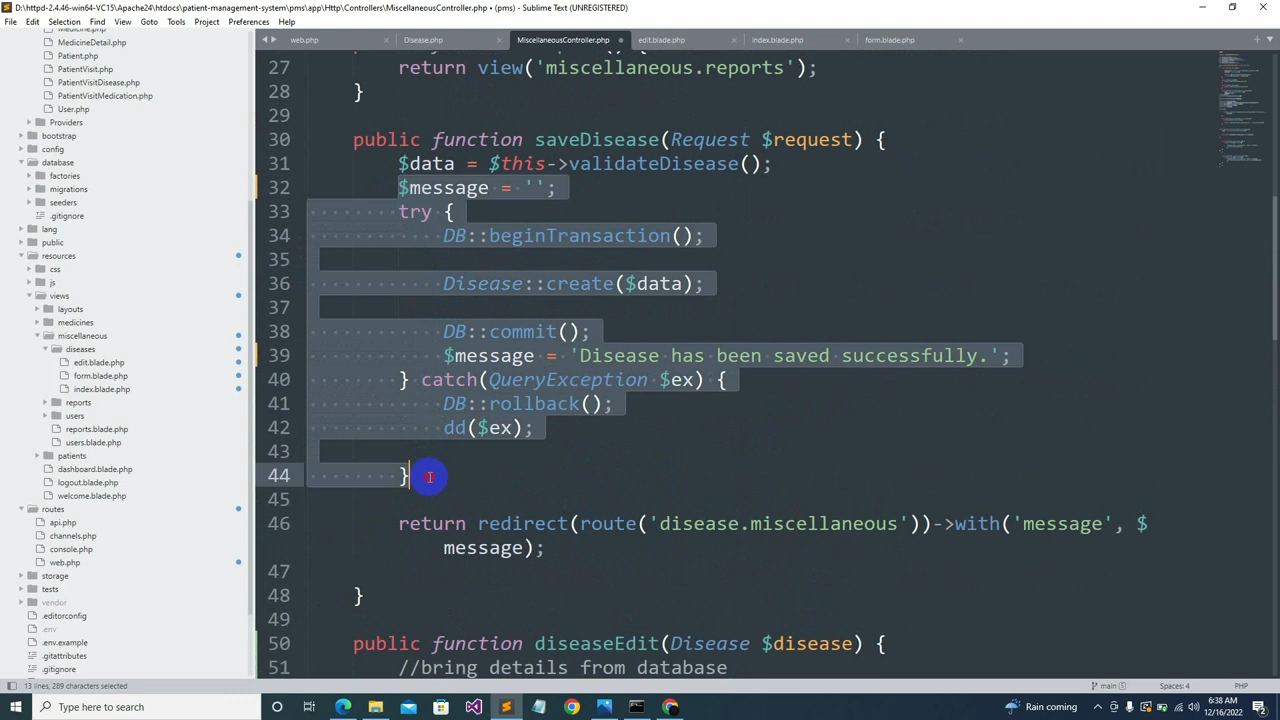 D:\httpd-2.4.46-win64-VC15\Apache24\htdocs\patient-management-system\pms\app\Http\Controllers\MiscellaneousController.php • (pms) - Sublime Text (UNREGISTERED)
File Edit Selection Find View Goto Tools Project Preferences Help
web.php Disease.php MiscellaneousController.php edit.blade.php index.blade.php form.blade.php
MedicineDetail.php
Patient.php
PatientVisit.php
PatientVisitDisease.php
PatientVisitMedication.php
User.php
Providers
bootstrap
config
database
factories
migrations
seeders
.gitignore
lang
public
resources
css
js
views
layouts
medicines
miscellaneous
diseases
edit.blade.php
form.blade.php
index.blade.php
reports
users
reports.blade.php
users.blade.php
patients
dashboard.blade.php
logout.blade.php
welcome.blade.php
routes
api.php
channels.php
console.php
web.php
storage
tests
vendor
.editorconfig
.env
.env.example
.gitattributes
.gitignore
27 return view('miscellaneous.reports');
28 }
29
30 public function saveDisease(Request $request) {
31 $data = $this->validateDisease();
32 $message = '';
33 try {
34 DB::beginTransaction();
35
36 Disease::create($data);
37
38 DB::commit();
39 $message = 'Disease has been saved successfully.';
40 } catch(QueryException $ex) {
41 DB::rollback();
42 dd($ex);
43
44 }
45
46 return redirect(route('disease.miscellaneous'))->with('message', $
message);
47
48 }
49
50 public function diseaseEdit(Disease $disease) {
51 //bring details from database
13 lines, 289 characters selected main 5 Spaces: 4 PHP
Type here to search Rain coming 6:38 AM
12/16/2022